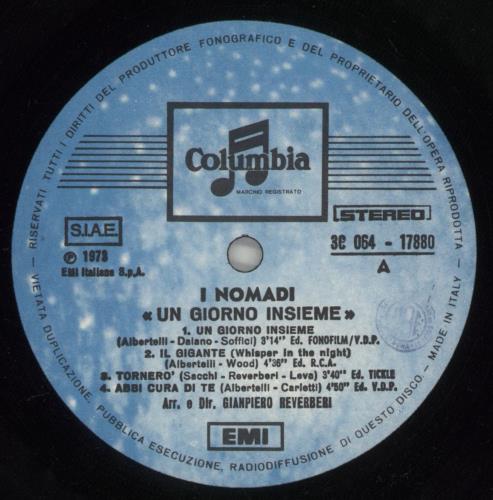 RISERVATI TUTTI I DIRITTI DEL PRODUTTORE FONOGRAFICO E DEL PROPRIETARIO DELL'OPERA RIPRODOTTA
Columbia
MARCHIO REGISTRATO
S.I.A.E.
STEREO
℗ 1973
3C 064 - 17880
EMI Italiana S.p.A.
A
I NOMADI
« UN GIORNO INSIEME »
1. UN GIORNO INSIEME
(Albertelli - Daiano - Soffici) 3'14" Ed. FONOFILM/V.D.P.
2. IL GIGANTE (Whisper in the night)
(Albertelli - Wood) 4'36" Ed. R.C.A.
3. TORNERO' (Sacchi - Reverberi - Leva) 3'40" Ed. TICKLE
4. ABBI CURA DI TE (Albertelli - Carletti) 4'50" Ed. V.D.P.
Arr. e Dir. GIANPIERO REVERBERI
EMI
VIETATA DUPLICAZIONE, PUBBLICA ESECUZIONE, RADIODIFFUSIONE DI QUESTO DISCO. - MADE IN ITALY -